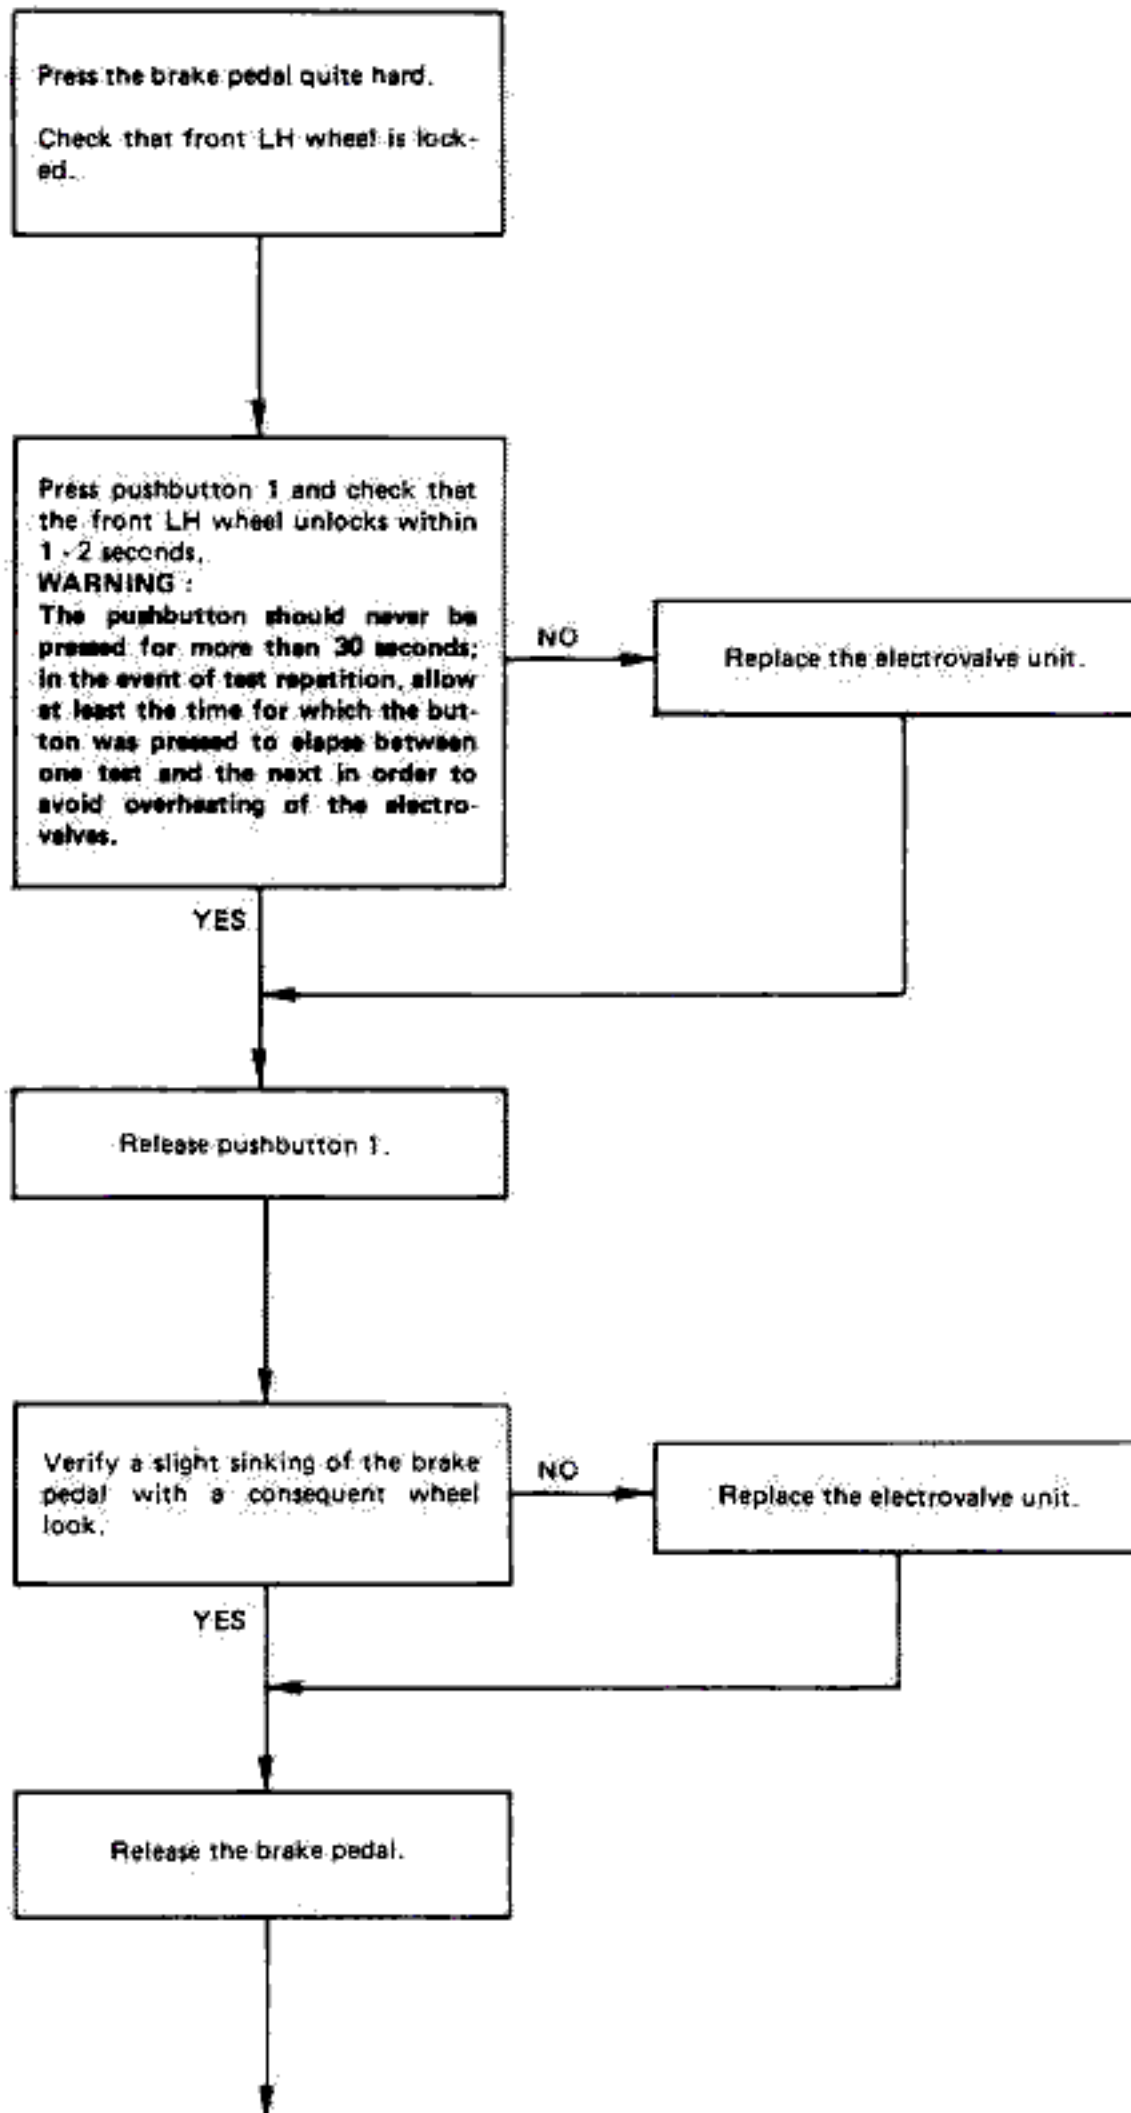 Press the brake pedal quite hard.
Check that front LH wheel is lock-
ed.
Press pushbutton 1 and check that
the front LH wheel unlocks within
1 - 2 seconds.
WARNING :
The pushbutton should never be
pressed for more than 30 seconds;
in the event of test repetition, allow
at least the time for which the but-
ton was pressed to elapse between
one test and the next in order to
avoid overheating of the electro-
valves.
NO
Replace the electrovalve unit.
YES
Release pushbutton 1.
Verify a slight sinking of the brake
pedal with a consequent wheel
look.
NO
Replace the electrovalve unit.
YES
Release the brake pedal.